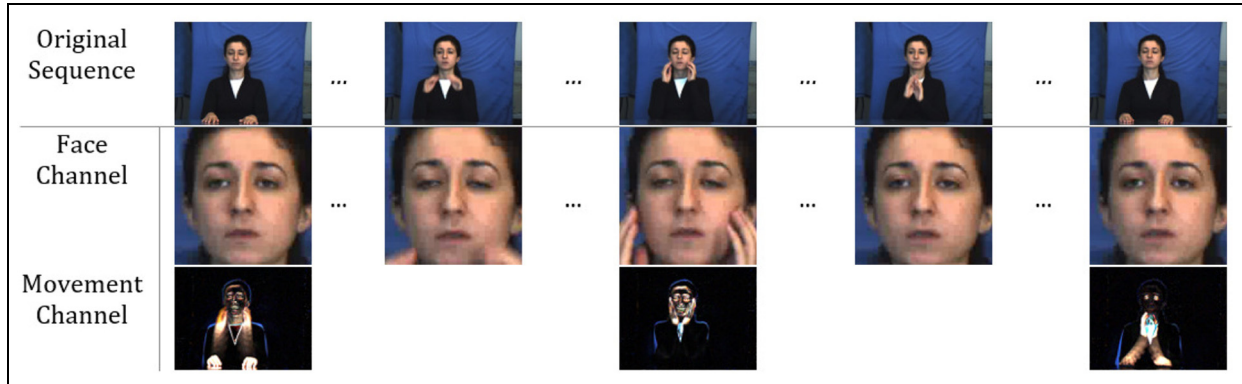 Original
Sequence
... ... ... ...
Face
Channel
... ... ... ...
Movement
Channel